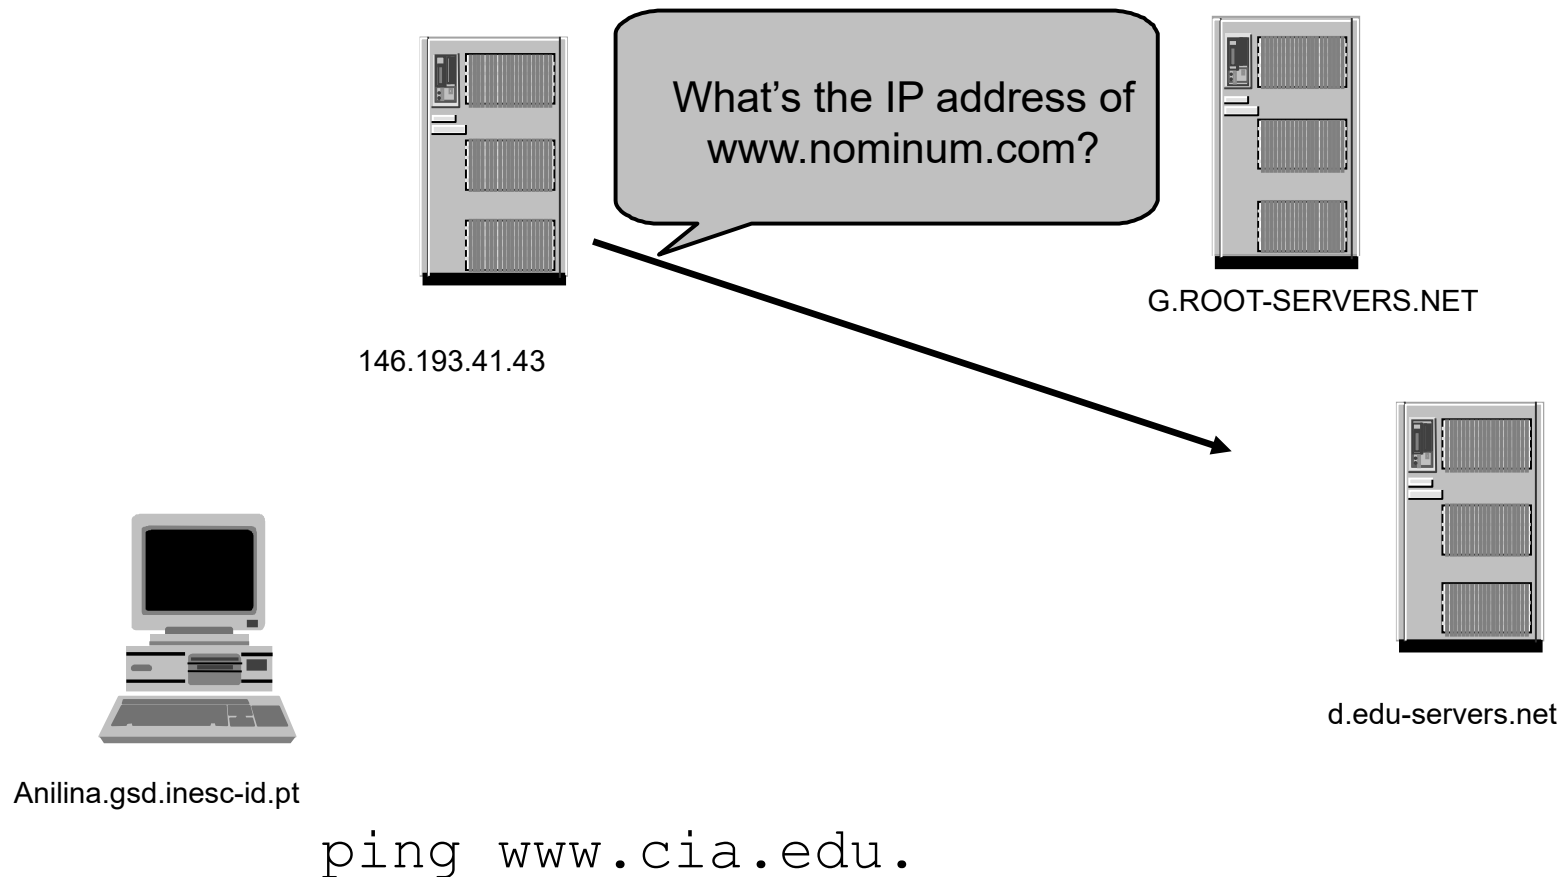 What’s the IP address of
www.nominum.com?
G.ROOT-SERVERS.NET
146.193.41.43
d.edu-servers.net
Anilina.gsd.inesc-id.pt
ping www.cia.edu.